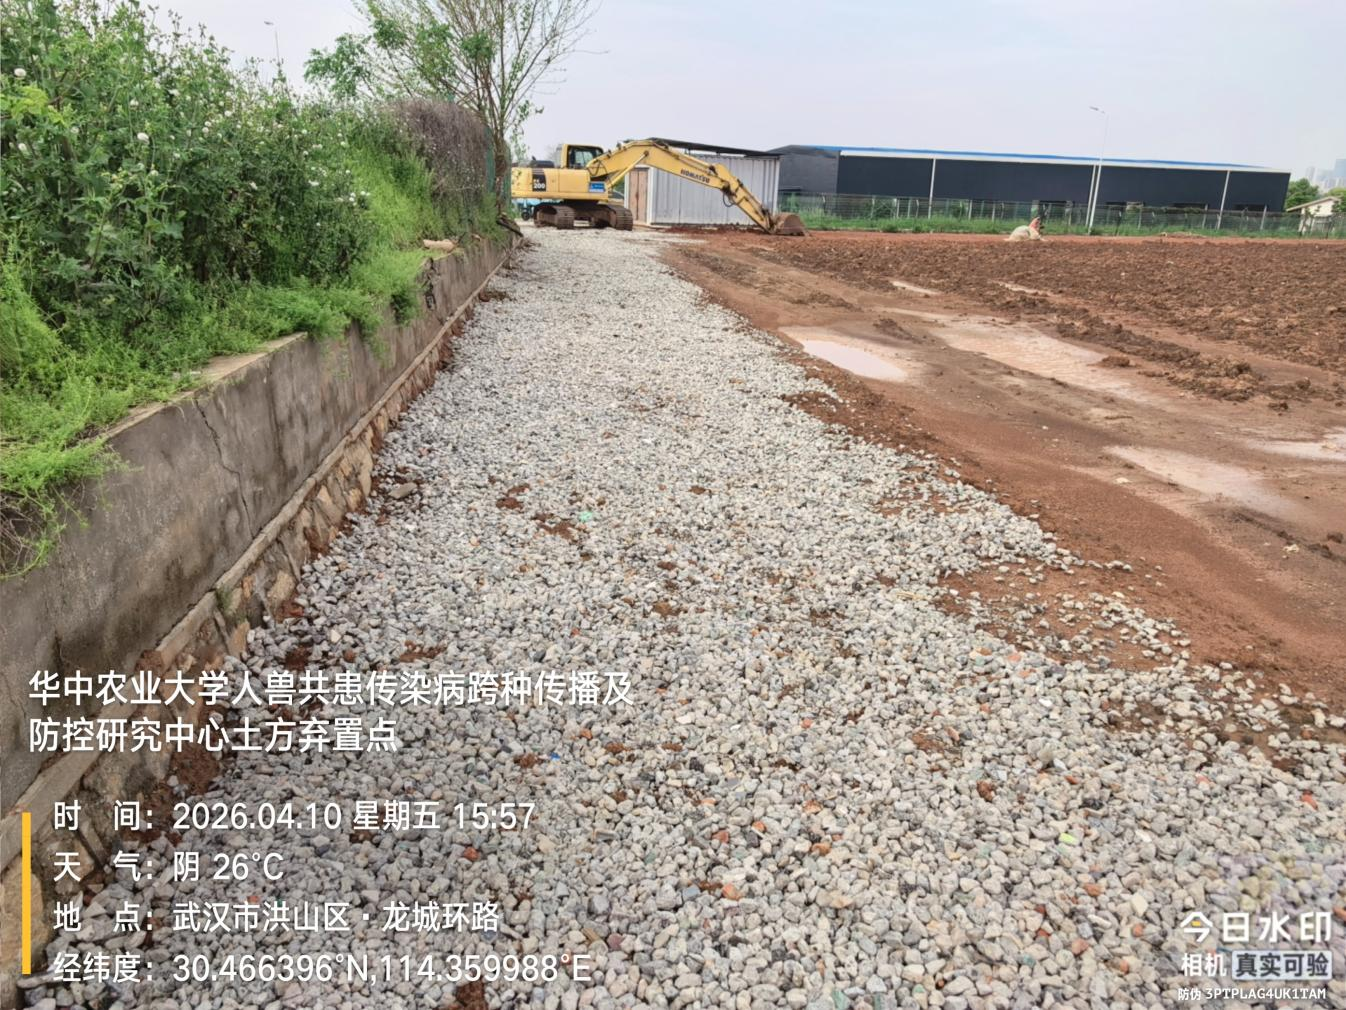 KOMATSU
200
华中农业大学人兽共患传染病跨种传播及
防控研究中心土方弃置点
时 间：2026.04.10 星期五 15:57
天 气：阴 26°C
地 点：武汉市洪山区·龙城环路
经纬度：30.466396°N,114.359988°E
今日水印
相机 真实可验
防伪 3PTPLAG4UK1TAM